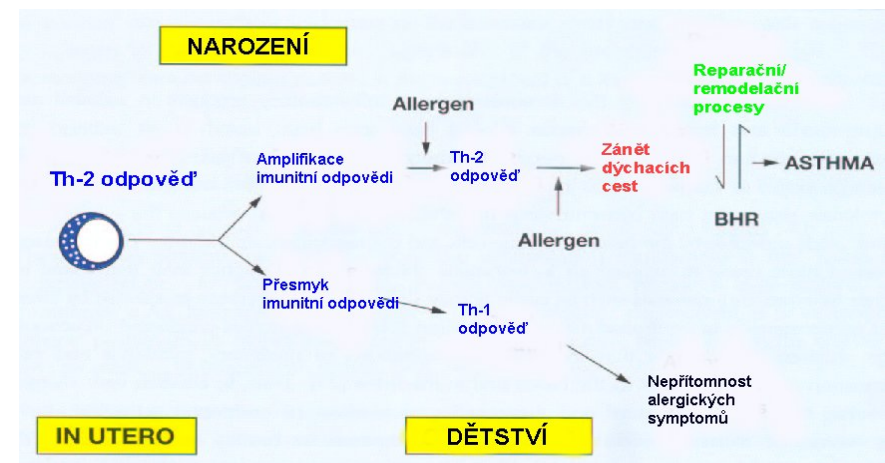 NAROZENÍ
Reparační/
remodelační
procesy
Allergen
Amplifikace
imunitní odpovědi
Th-2
odpověď
Zánět
dýchacích
cest
ASTHMA
Th-2 odpověď
BHR
Allergen
Přesmyk
imunitní odpovědi
Th-1
odpověď
Nepřítomnost
alergických
symptomů
IN UTERO
DĚTSTVÍ